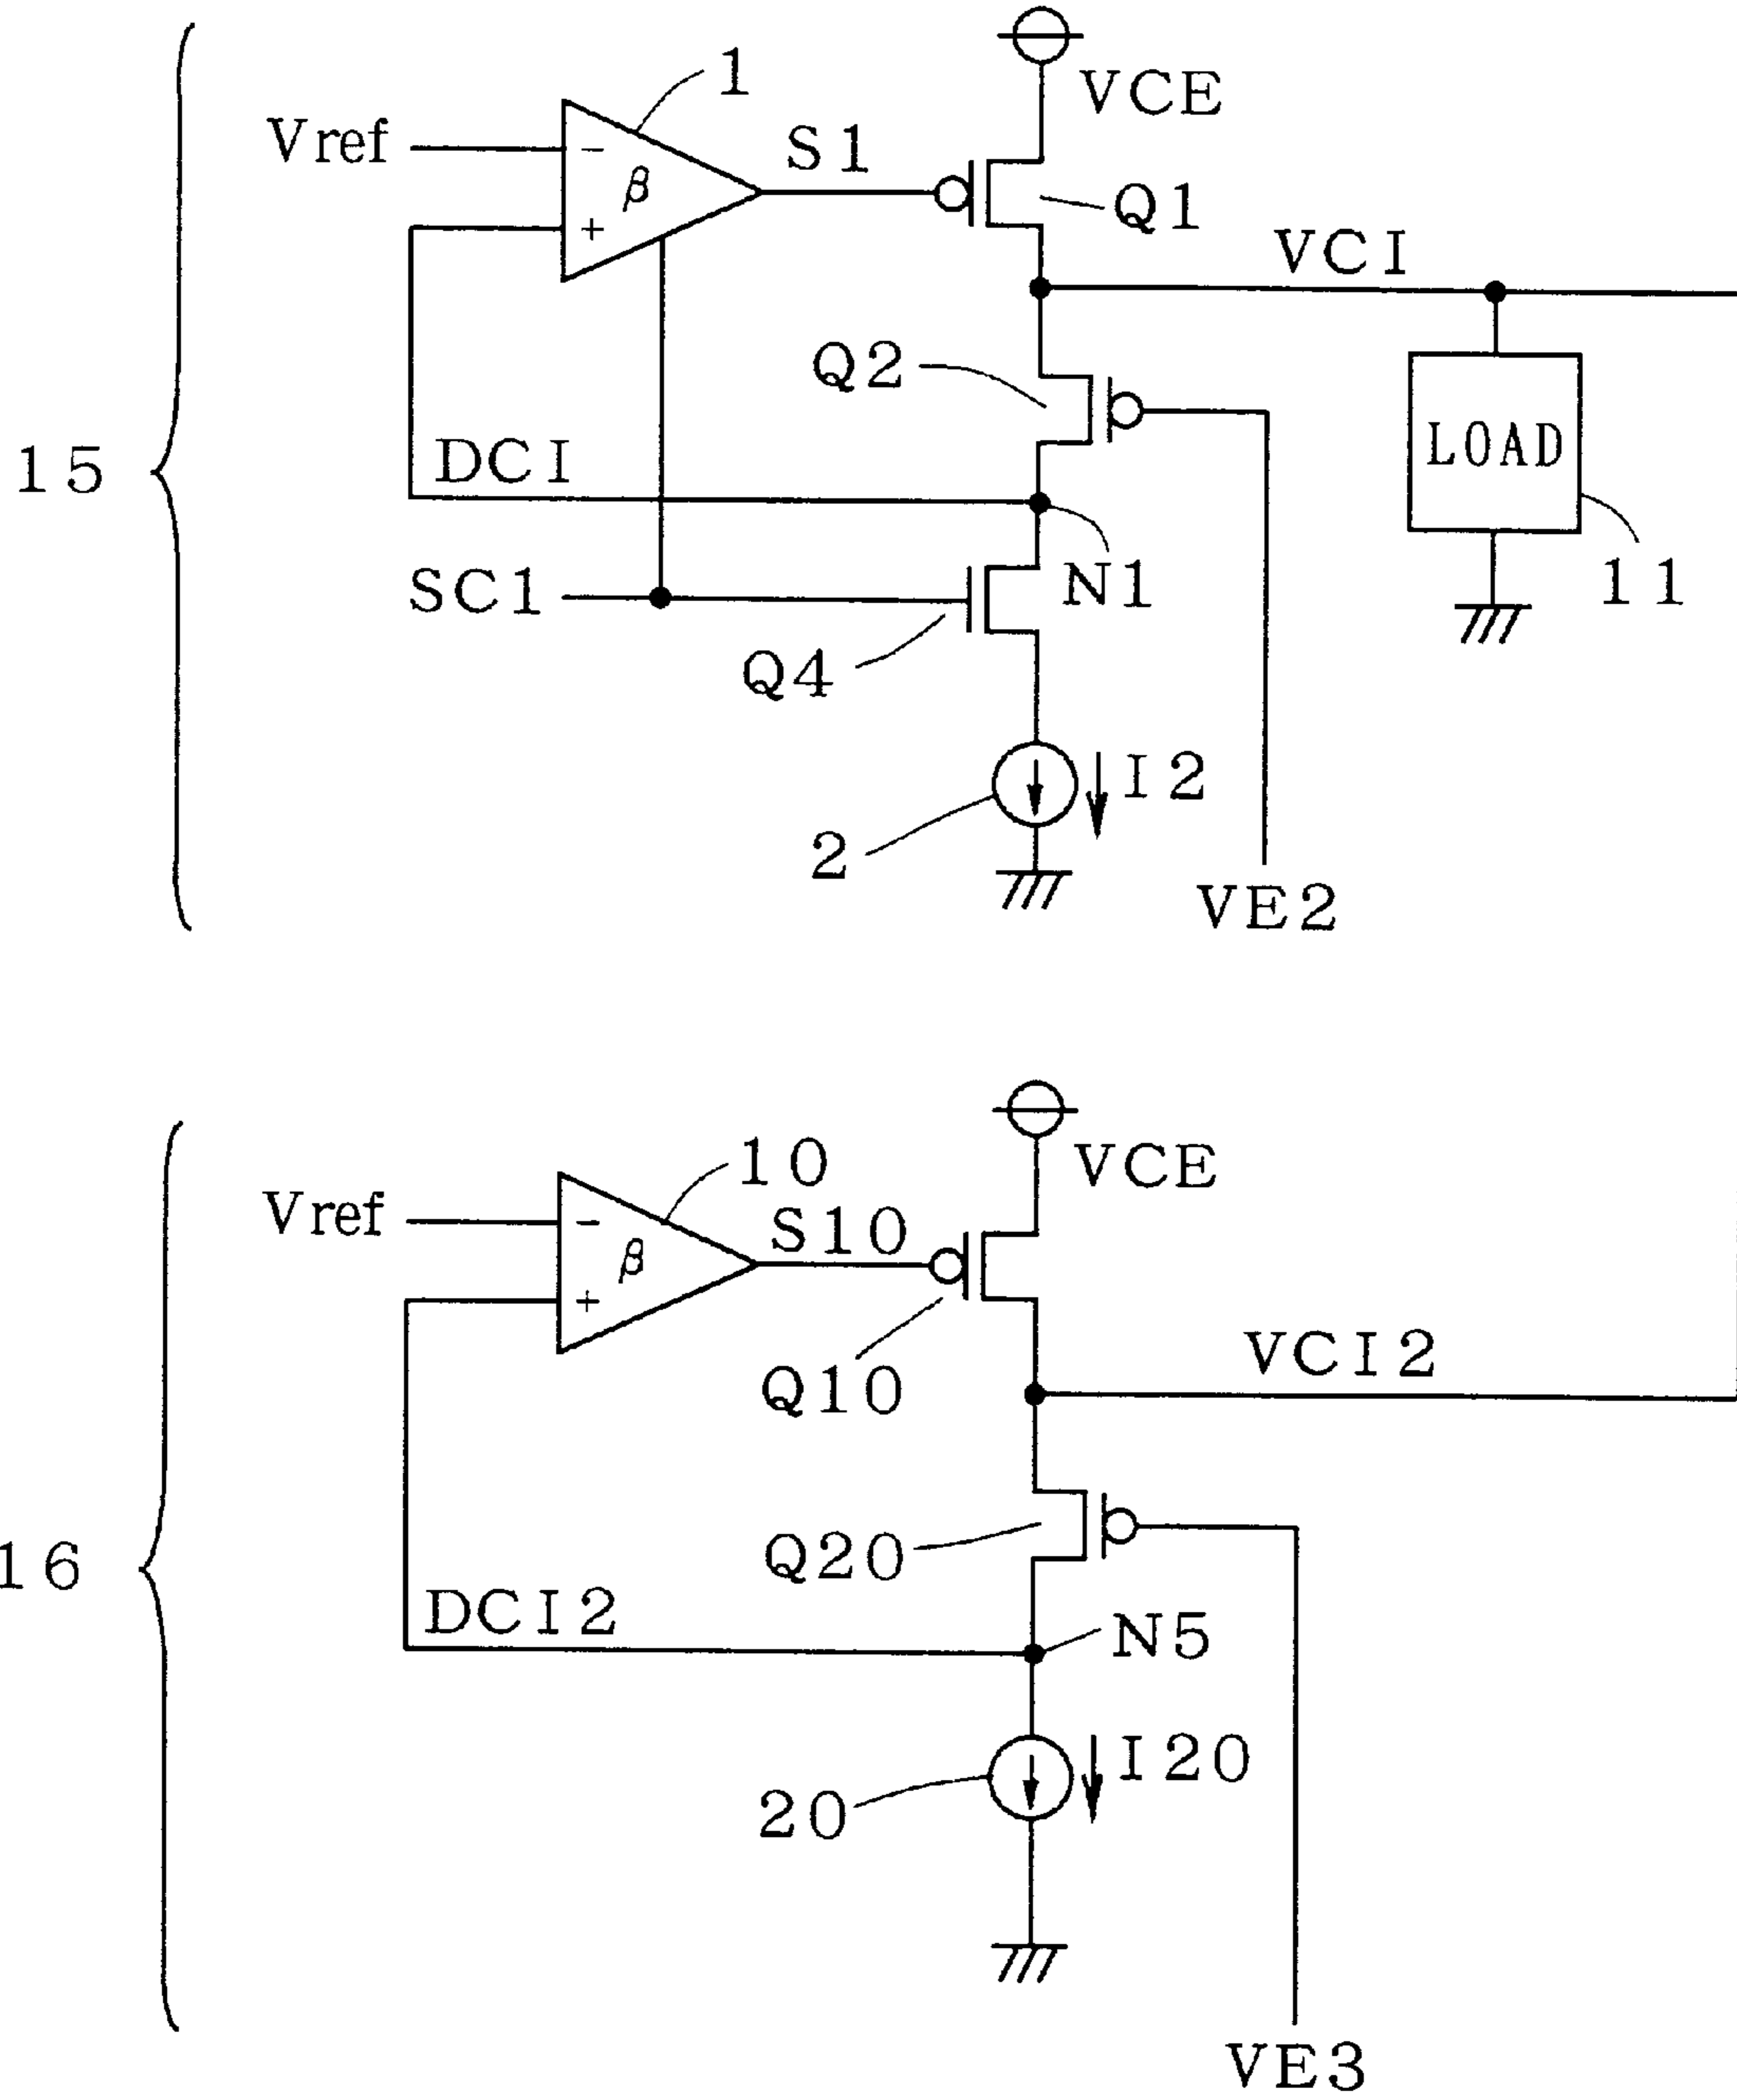 1
VCE
Vref
S1
−
β
+
Q1
VCI
Q2
LOAD
15
DCI
SC1
N1
11
Q4
I2
2
VE2
10
VCE
Vref
S10
−
β
+
VCI2
Q10
Q20
16
DCI2
N5
I20
20
VE3